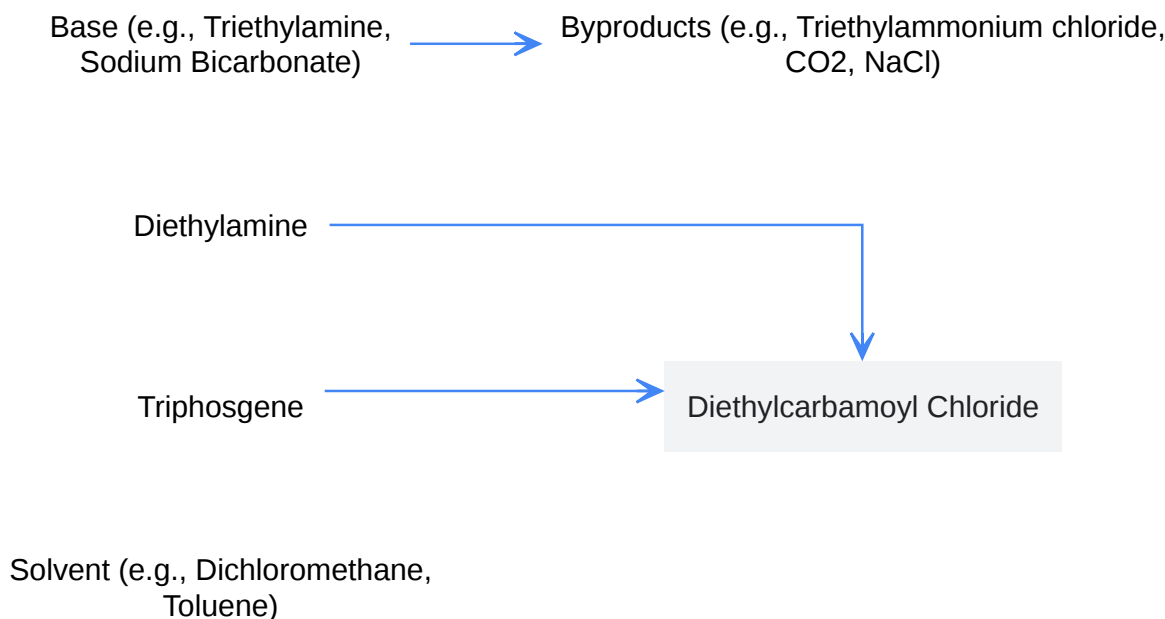 Base (e.g., Triethylamine,
Sodium Bicarbonate)
Byproducts (e.g., Triethylammonium chloride,
CO2, NaCl)
Diethylamine
Triphosgene
Diethylcarbamoyl Chloride
Solvent (e.g., Dichloromethane,
Toluene)